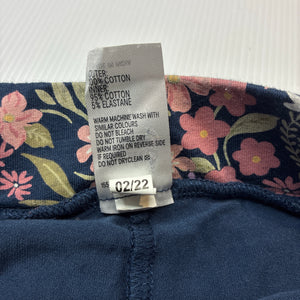 OUTER:
100% COTTON
INNER:
95% COTTON
5% ELASTANE
WARM MACHINE WASH WITH
SIMILAR COLOURS
DO NOT BLEACH
DO NOT TUMBLE DRY
WARM IRON ON REVERSE SIDE
IF REQUIRED
DO NOT DRYCLEAN
02/22